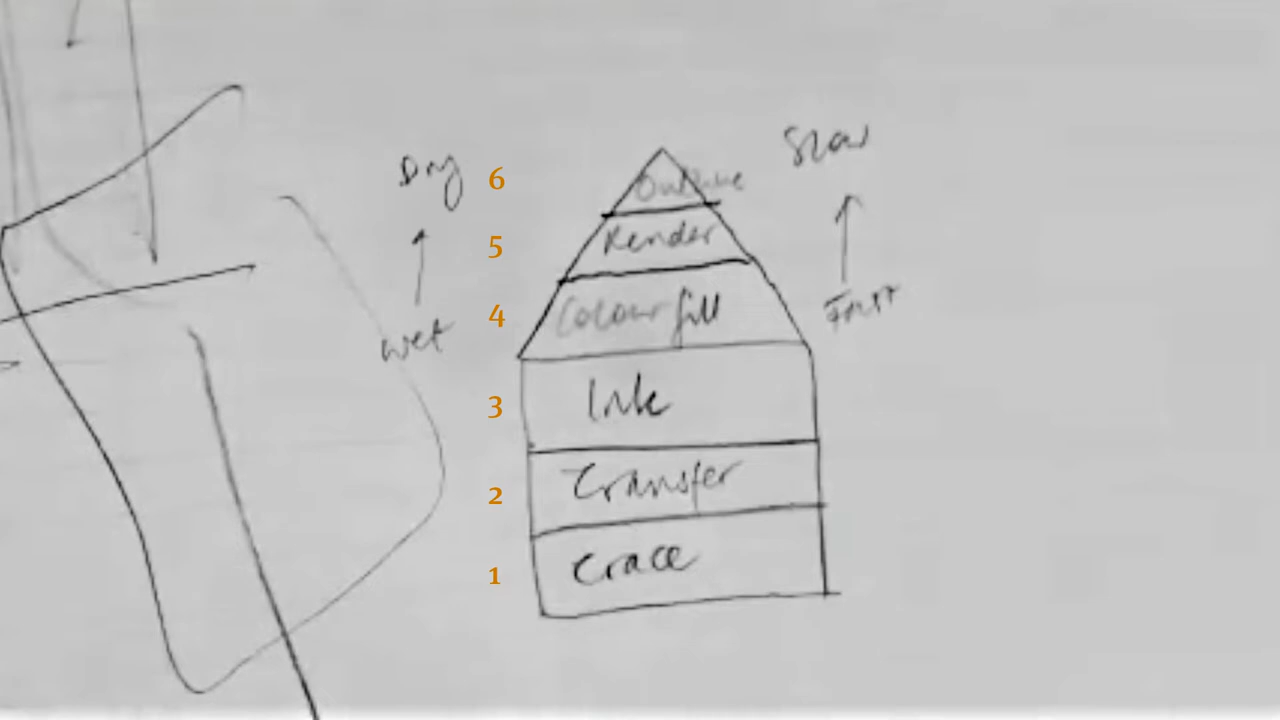 Dry
6
Outline
Slow
5
Render
4
Colour fill
Wet
Fast
3
Ink
2
Transfer
1
Trace